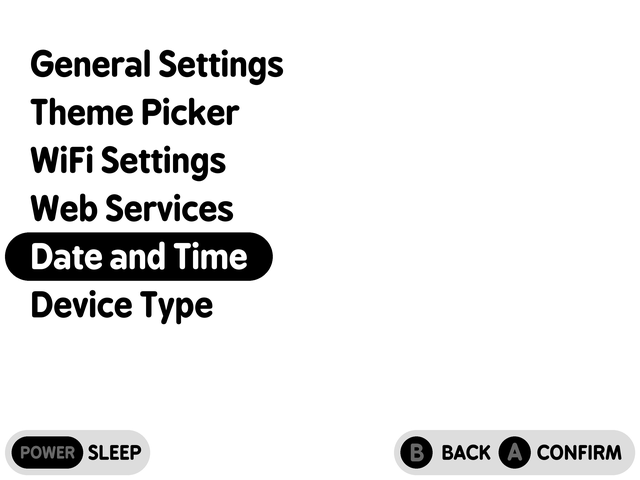 General Settings
Theme Picker
WiFi Settings
Web Services
Date and Time
Device Type
POWER SLEEP
B BACK A CONFIRM